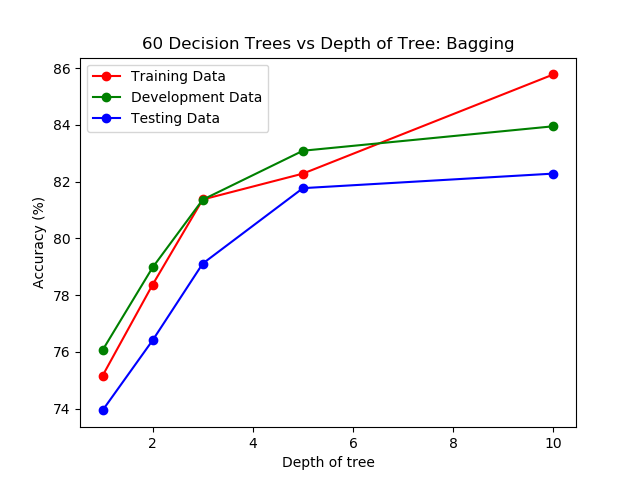 60 Decision Trees vs Depth of Tree: Bagging
Training Data
Development Data
Testing Data
86
84
82
80
78
76
74
Accuracy (%)
2
4
6
8
10
Depth of tree